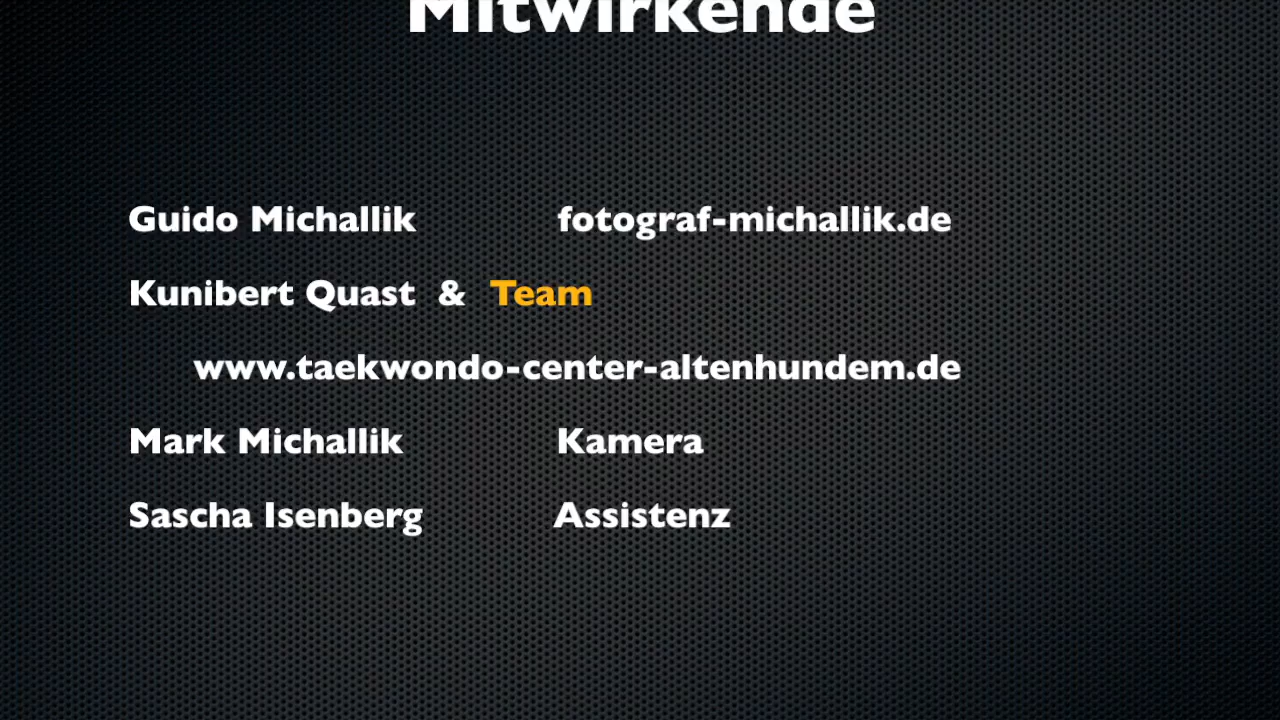 Mitwirkende
Guido Michallik fotograf-michallik.de
Kunibert Quast & Team
www.taekwondo-center-altenhundem.de
Mark Michallik Kamera
Sascha Isenberg Assistenz